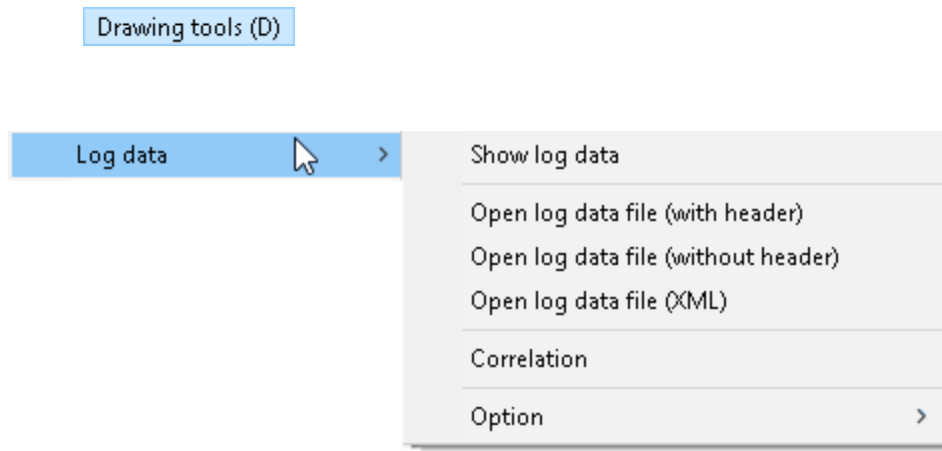 Drawing tools (D)
Log data
Show log data
Open log data file (with header)
Open log data file (without header)
Open log data file (XML)
Correlation
Option